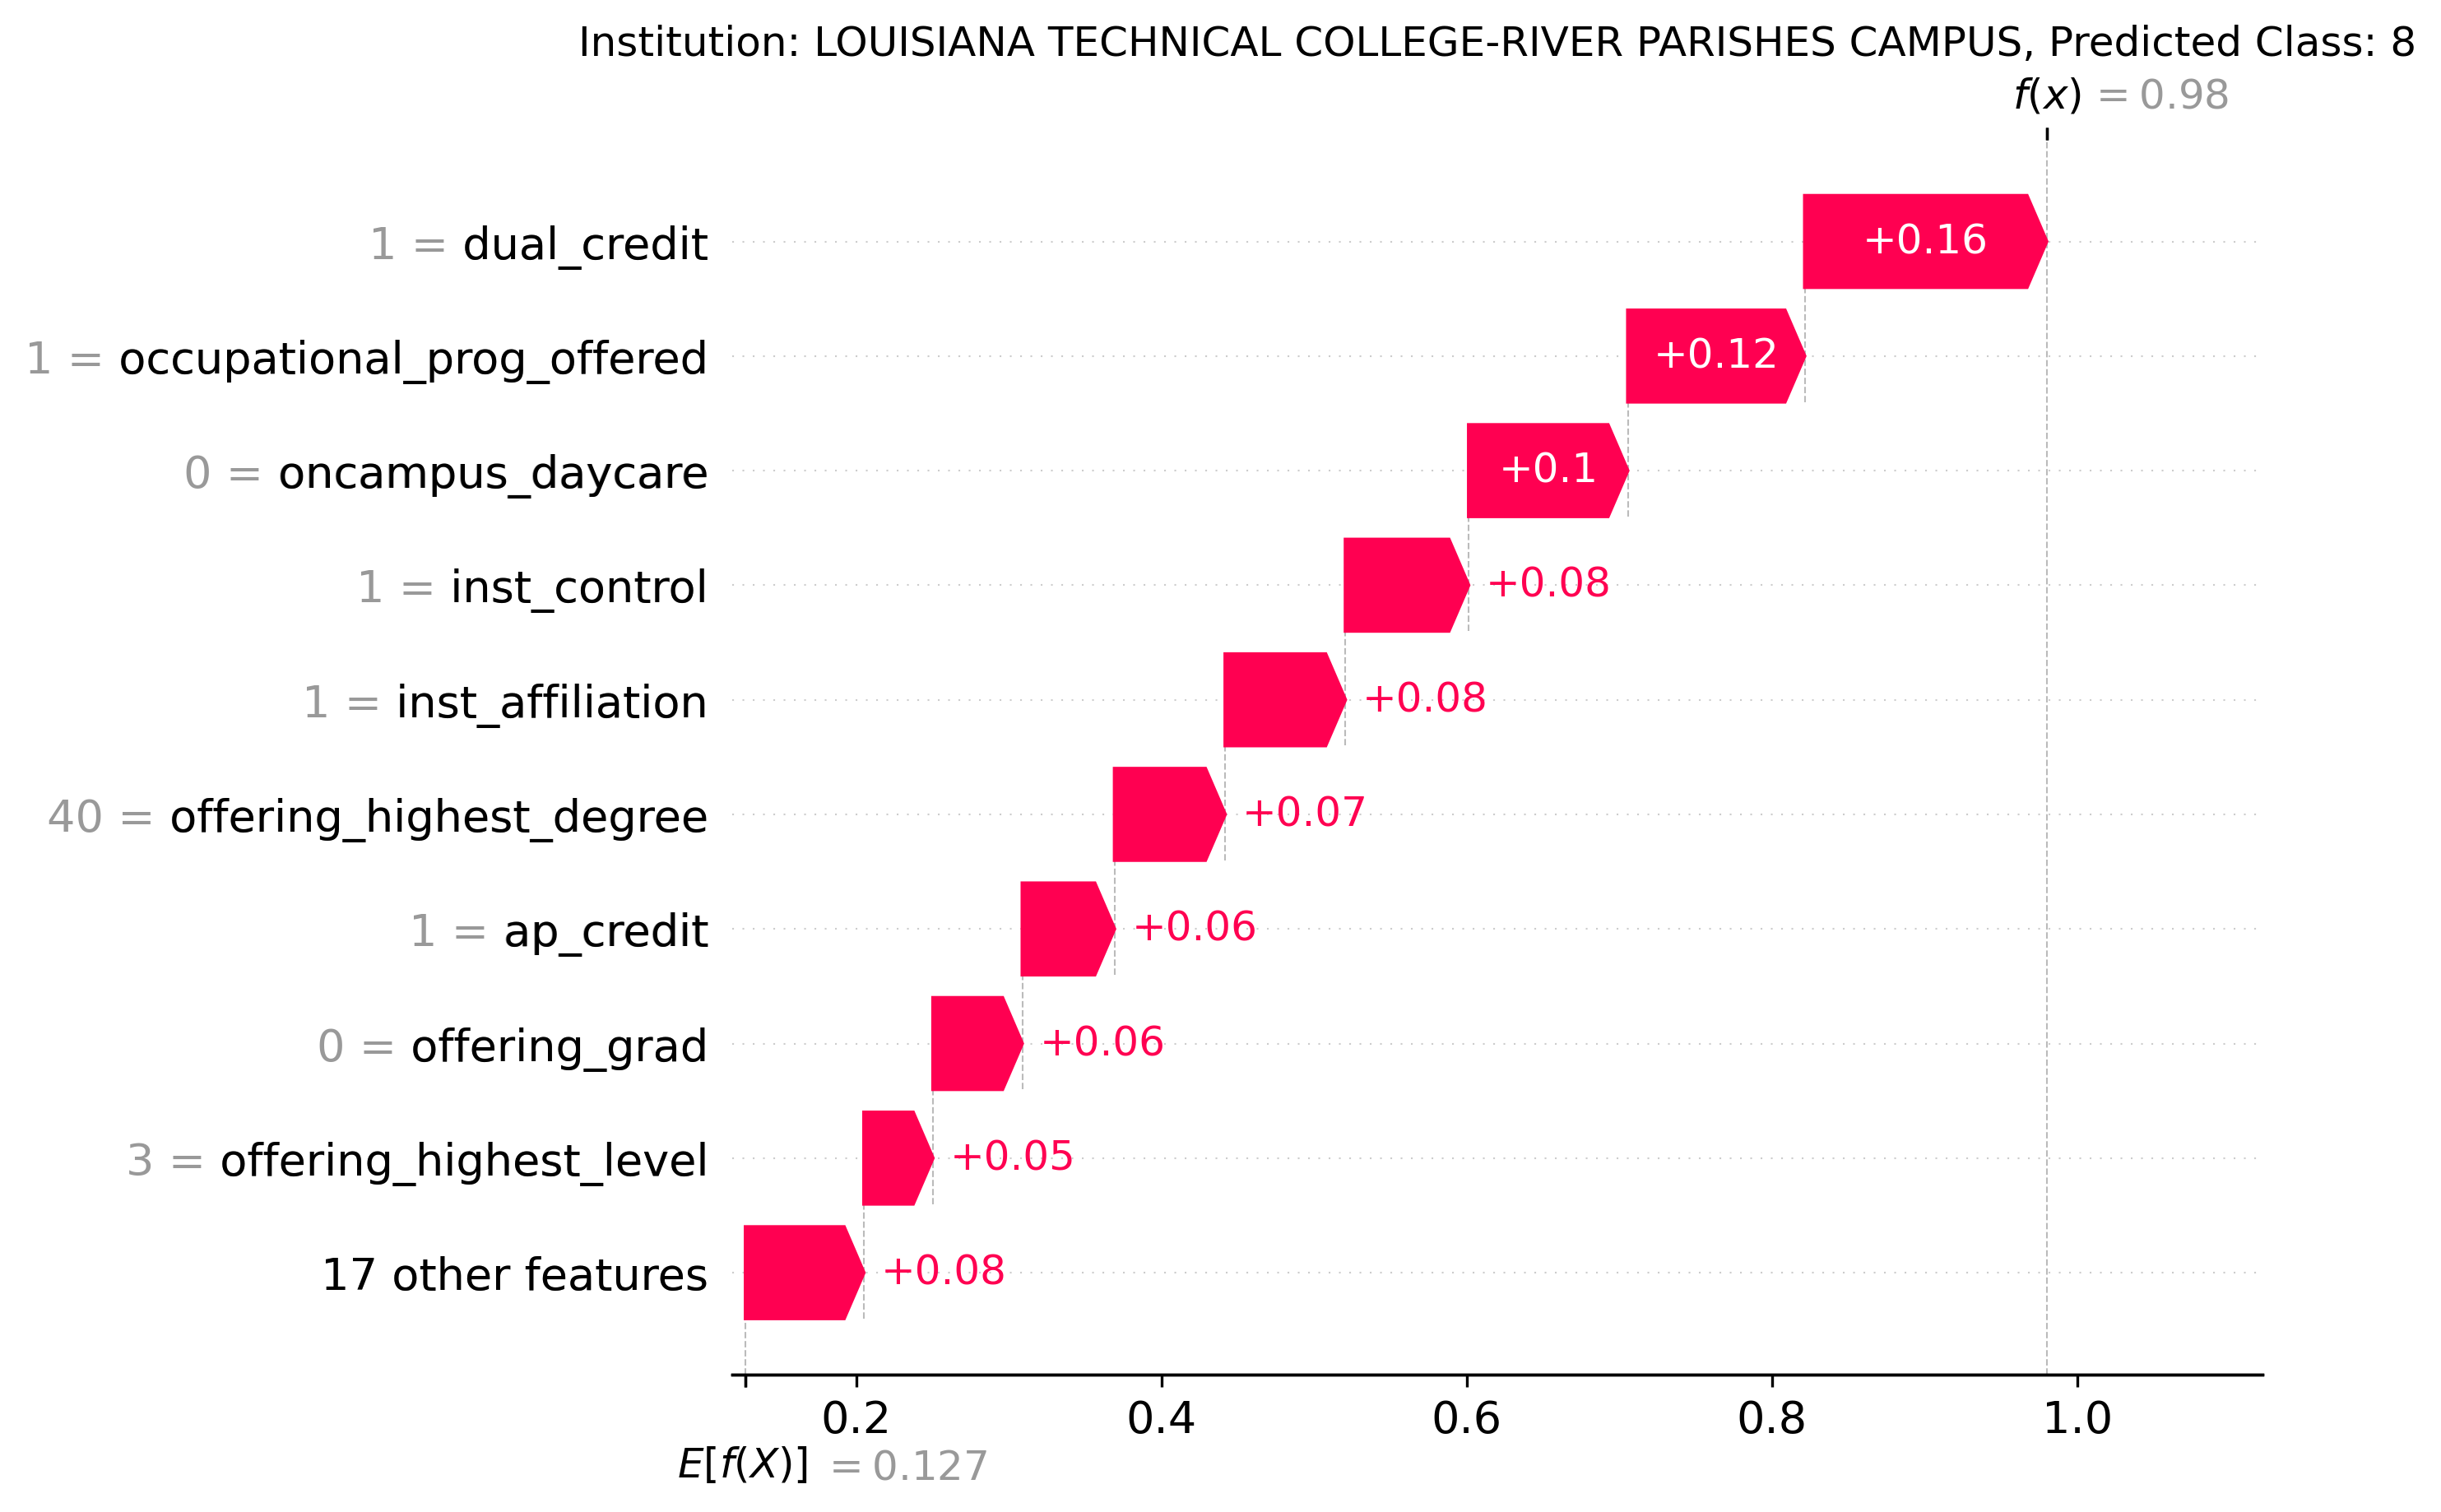 Institution: LOUISIANA TECHNICAL COLLEGE-RIVER PARISHES CAMPUS, Predicted Class: 8
f(x) = 0.98
1 = dual_credit +0.16
1 = occupational_prog_offered +0.12
0 = oncampus_daycare +0.1
1 = inst_control +0.08
1 = inst_affiliation +0.08
40 = offering_highest_degree +0.07
1 = ap_credit +0.06
0 = offering_grad +0.06
3 = offering_highest_level +0.05
17 other features +0.08
0.2 0.4 0.6 0.8 1.0
E[f(X)] = 0.127